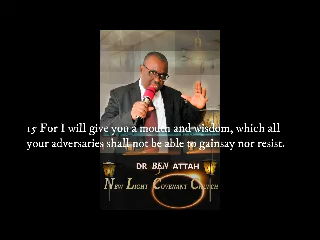 15 For I will give you a mouth and wisdom, which all
your adversaries shall not be able to gainsay nor resist.
DR BEN ATTAH
New Light Covenant Church